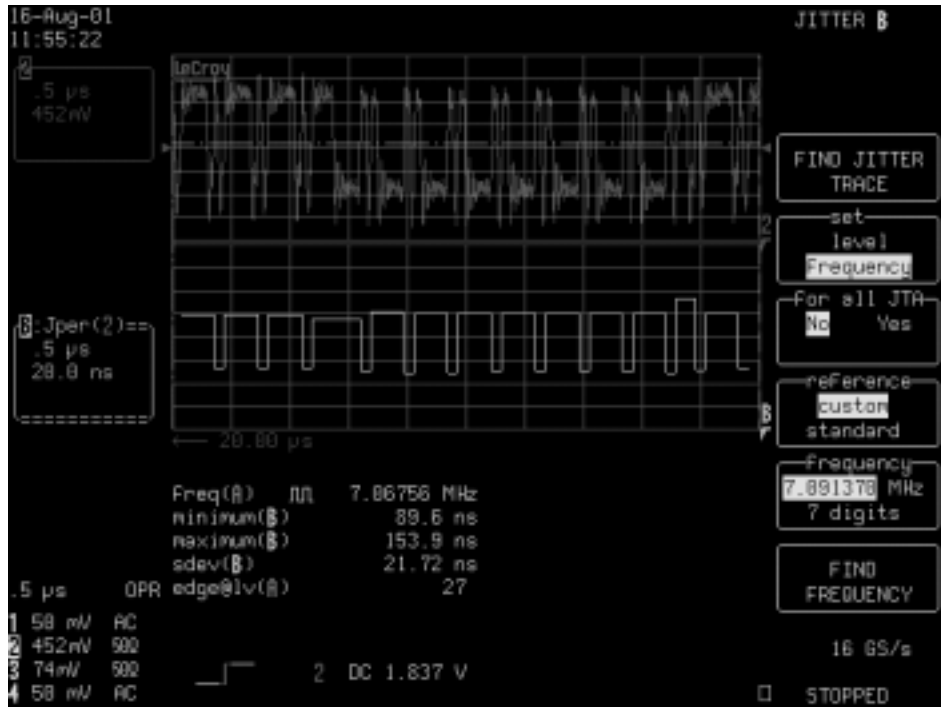 16-Aug-01
11:55:22
JITTER B
2
.5 µs
452mV
LeCroy
FIND JITTER
TRACE
set
level
Frequency
2
For all JTA
No Yes
B:Jper(2)
.5 µs
20.0 ns
reference
custom
standard
B
20.80 µs
Frequency
7.891378 MHz
7 digits
Freq(A) 7.86756 MHz
minimum(B) 89.6 ns
maximum(B) 153.9 ns
sdev(B) 21.72 ns
edge@lv(A) 27
FIND
FREQUENCY
.5 µs OPR
1 50 mV AC
2 452mV 50Ω
3 74mV 50Ω
4 50 mV AC
2 DC 1.837 V
16 GS/s
STOPPED